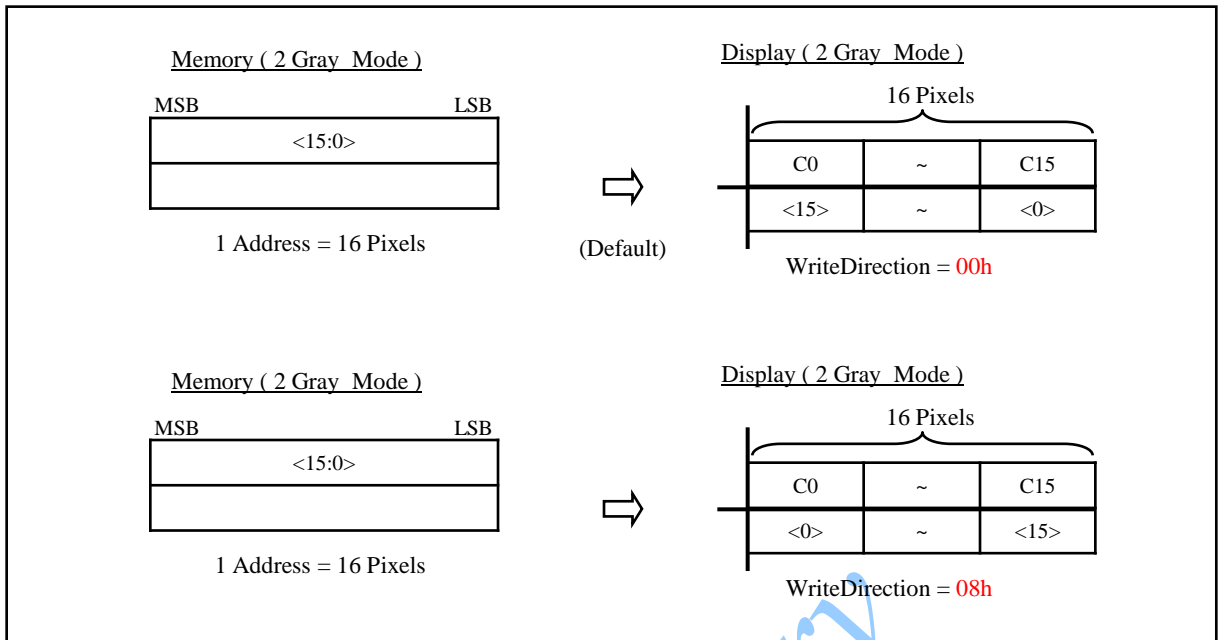 Memory ( 2 Gray Mode )
MSB LSB
<15:0>
1 Address = 16 Pixels
(Default)
Display ( 2 Gray Mode )
16 Pixels
C0 ~ C15
<15> ~ <0>
WriteDirection = 00h
Memory ( 2 Gray Mode )
MSB LSB
<15:0>
1 Address = 16 Pixels
Display ( 2 Gray Mode )
16 Pixels
C0 ~ C15
<0> ~ <15>
WriteDirection = 08h